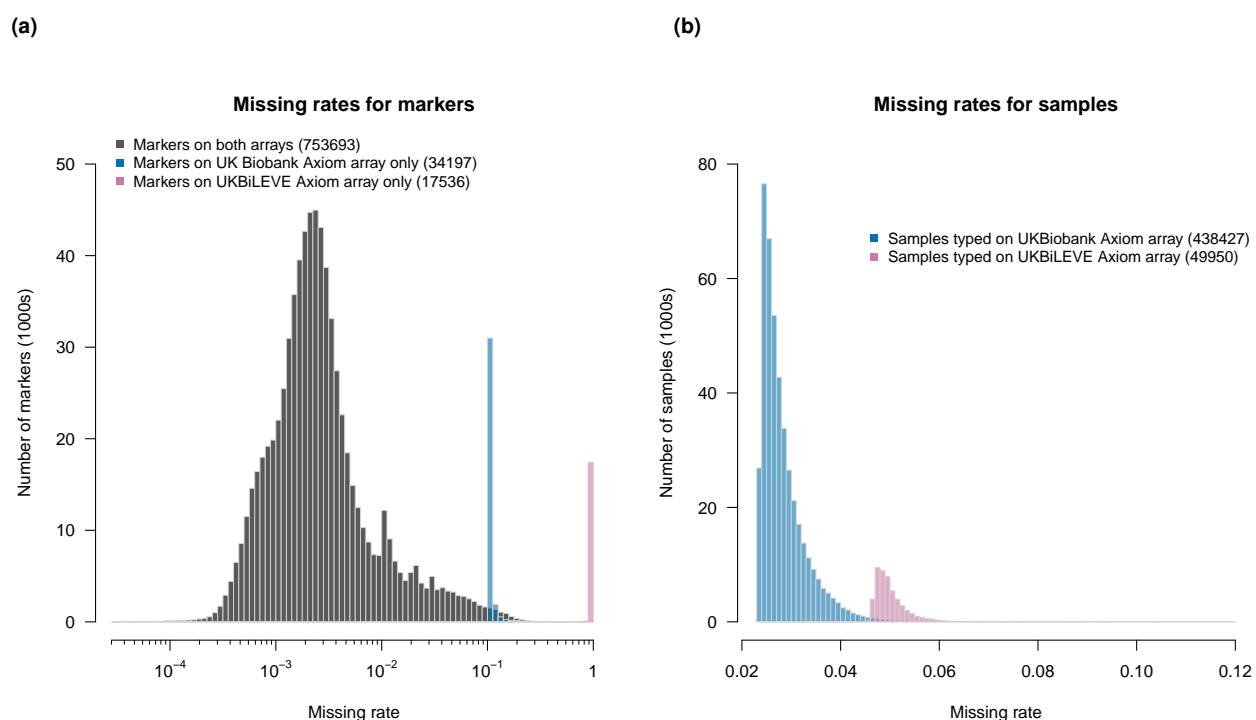 (a)
Missing rates for markers
Markers on both arrays (753693)
Markers on UK Biobank Axiom array only (34197)
Markers on UKBiLEVE Axiom array only (17536)
Number of markers (1000s)
50
40
30
20
10
0
10⁻⁴
10⁻³
10⁻²
10⁻¹
1
Missing rate
(b)
Missing rates for samples
Samples typed on UKBiobank Axiom array (438427)
Samples typed on UKBiLEVE Axiom array (49950)
Number of samples (1000s)
80
60
40
20
0
0.02
0.04
0.06
0.08
0.10
0.12
Missing rate